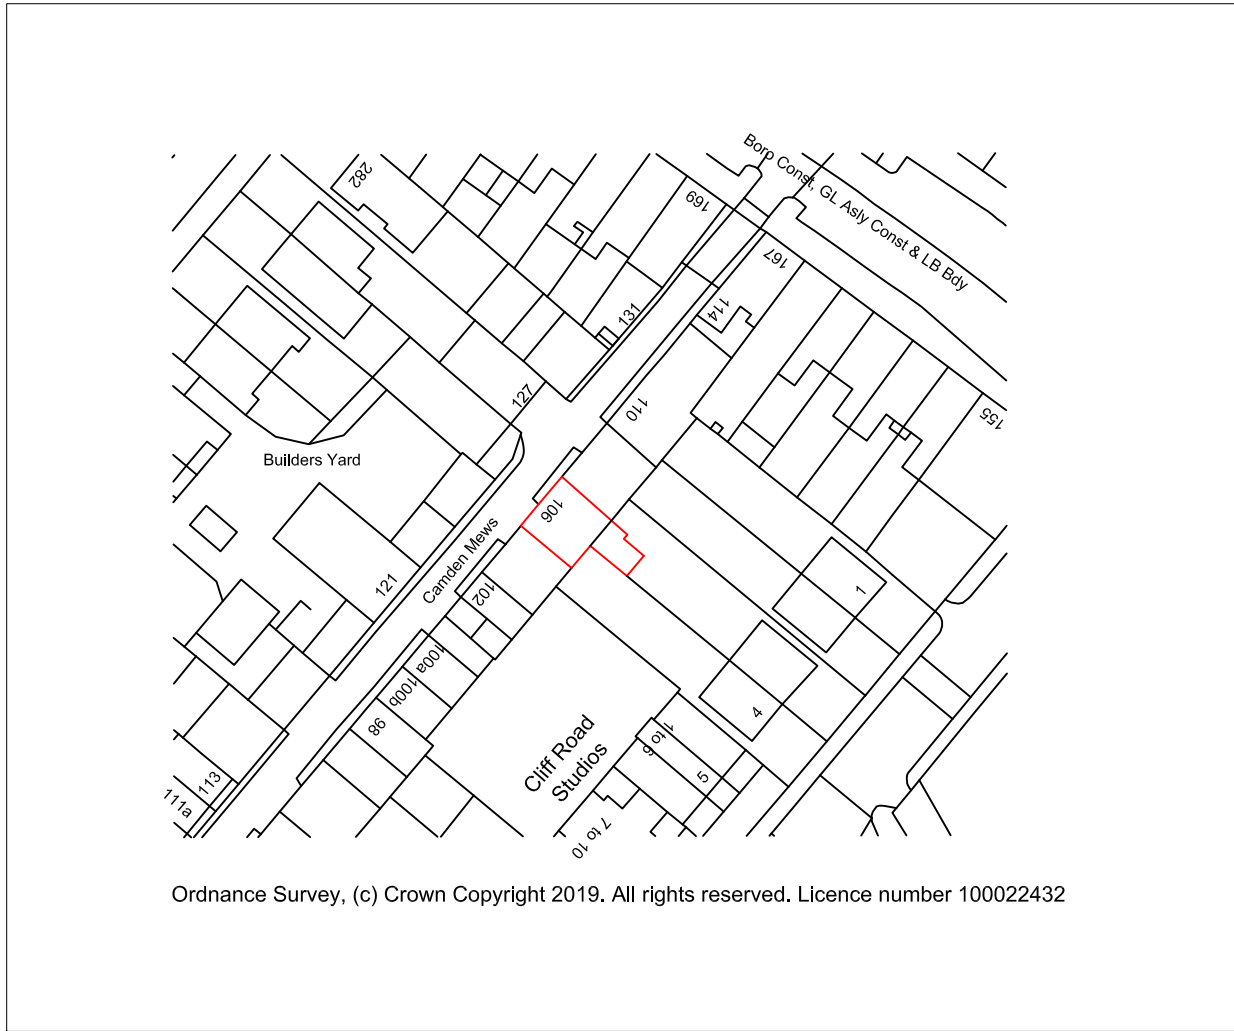 Boro Const, GL Asly Const & LB Bdy
282
169
167
131
114
127
110
155
Builders Yard
106
Camden Mews
121
102
1
100a
100b
98
4
Cliff Road
Studios
1 to 6
5
113
111a
7 to 10
Ordnance Survey, (c) Crown Copyright 2019. All rights reserved. Licence number 100022432